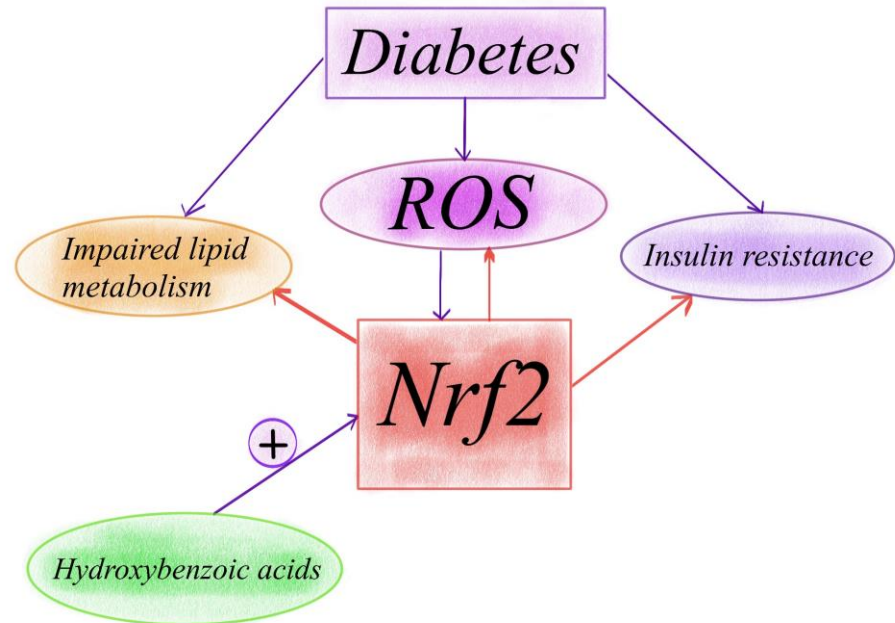 Diabetes
ROS
Impaired lipid
metabolism
Insulin resistance
Nrf2
+
Hydroxybenzoic acids